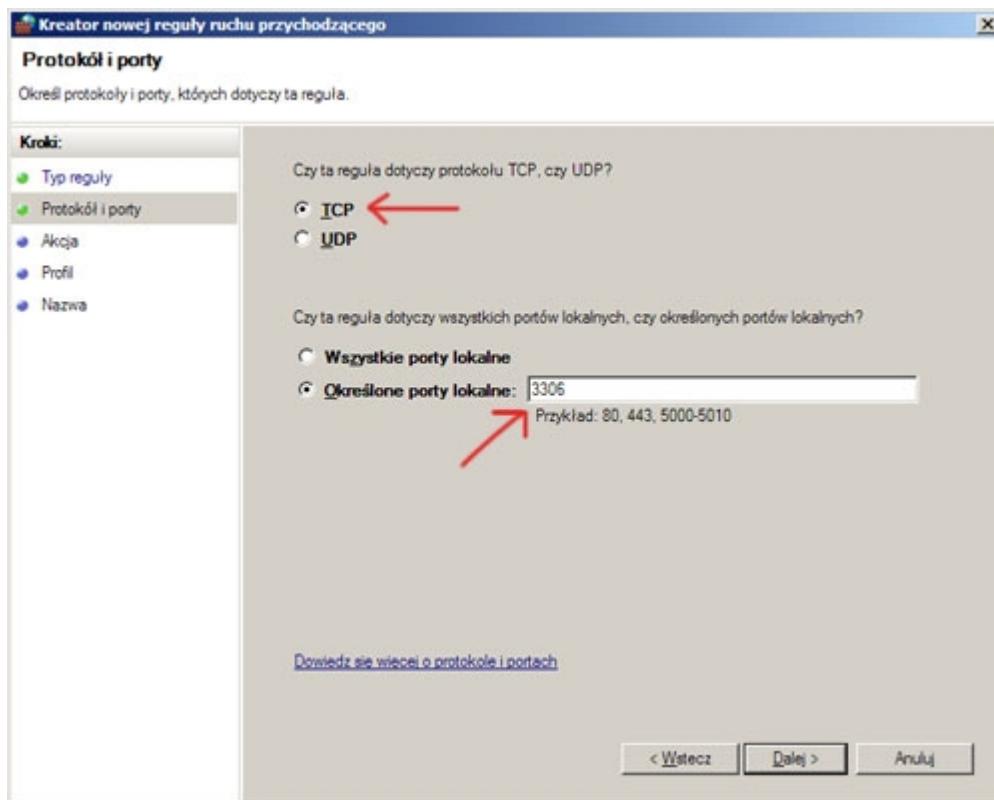 Kreator nowej reguły ruchu przychodzącego
Protokół i porty
Określ protokoły i porty, których dotyczy ta reguła.
Kroki:
Typ reguły
Protokół i porty
Akcja
Profil
Nazwa
Czy ta reguła dotyczy protokołu TCP, czy UDP?
TCP
UDP
Czy ta reguła dotyczy wszystkich portów lokalnych, czy określonych portów lokalnych?
Wszystkie porty lokalne
Określone porty lokalne: 3306
Przykład: 80, 443, 5000-5010
Dowiedz się więcej o protokole i portach
< Wstecz Dalej > Anuluj